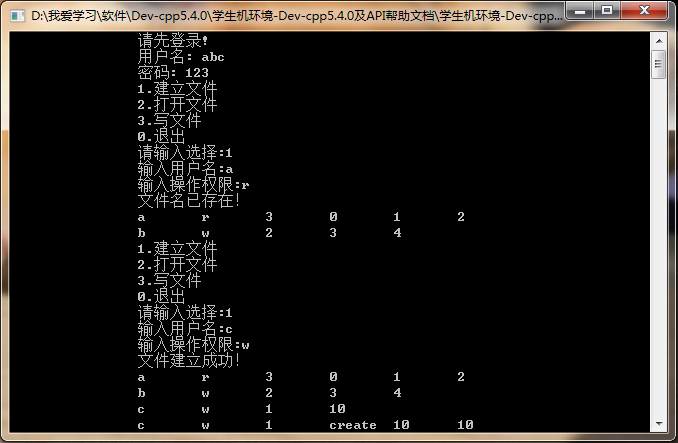 D:\我爱学习\软件\Dev-cpp5.4.0\学生机环境-Dev-cpp5.4.0及API帮助文档\学生机环境-Dev-cpp...
请先登录!
用户名: abc
密码: 123
1.建立文件
2.打开文件
3.写文件
0.退出
请输入选择:1
输入用户名:a
输入操作权限:r
文件名已存在!
a r 3 0 1 2
b w 2 3 4
1.建立文件
2.打开文件
3.写文件
0.退出
请输入选择:1
输入用户名:c
输入操作权限:w
文件建立成功!
a r 3 0 1 2
b w 2 3 4
c w 1 10
c w 1 create 10 10